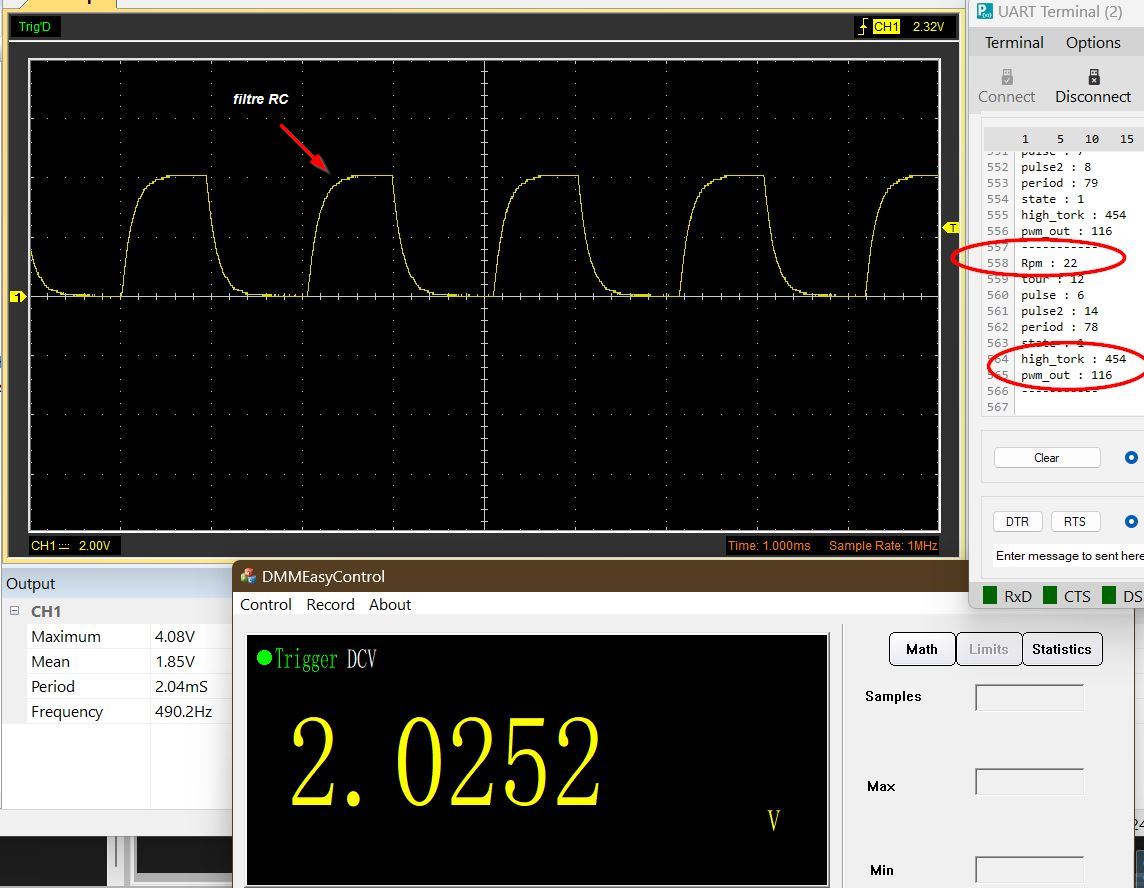 Trig'D
CH1 2.32V
filtre RC
T
1
CH1 2.00V
Time: 1.000ms Sample Rate: 1MHz
UART Terminal (2)
Terminal Options
Connect Disconnect
1 5 10 15
551 pulse : 7
552 pulse2 : 8
553 period : 79
554 state : 1
555 high_tork : 454
556 pwm_out : 116
557 -----------
558 Rpm : 22
559 tour : 12
560 pulse : 6
561 pulse2 : 14
562 period : 78
563 state : 1
564 high_tork : 454
565 pwm_out : 116
566 -----------
567
Clear
DTR RTS
Enter message to sent here
RxD CTS DS
Output
CH1
Maximum 4.08V
Mean 1.85V
Period 2.04mS
Frequency 490.2Hz
DMMEasyControl
Control Record About
Trigger DCV
2.0252
V
Math Limits Statistics
Samples
Max
Min